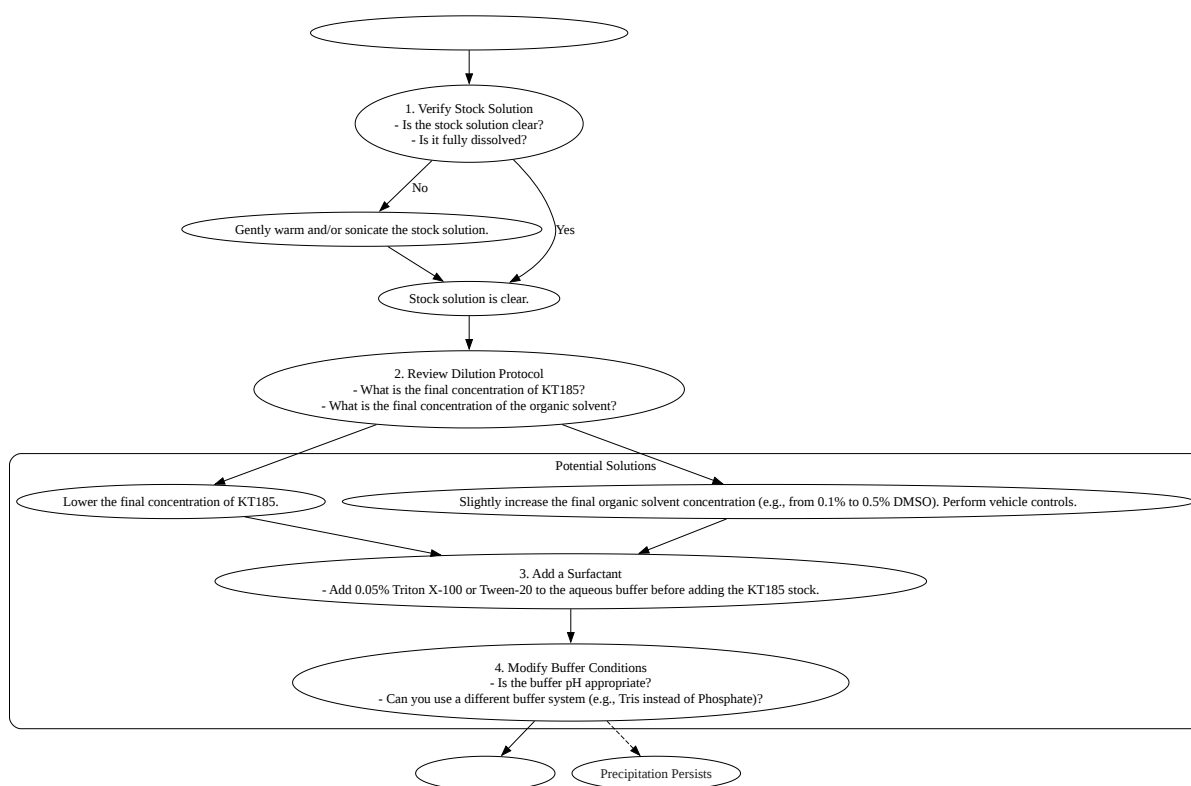 1. Verify Stock Solution
- Is the stock solution clear?
- Is it fully dissolved?
No
Gently warm and/or sonicate the stock solution.
Yes
Stock solution is clear.
2. Review Dilution Protocol
- What is the final concentration of KT185?
- What is the final concentration of the organic solvent?
Potential Solutions
Lower the final concentration of KT185.
Slightly increase the final organic solvent concentration (e.g., from 0.1% to 0.5% DMSO). Perform vehicle controls.
3. Add a Surfactant
- Add 0.05% Triton X-100 or Tween-20 to the aqueous buffer before adding the KT185 stock.
4. Modify Buffer Conditions
- Is the buffer pH appropriate?
- Can you use a different buffer system (e.g., Tris instead of Phosphate)?
Precipitation Persists